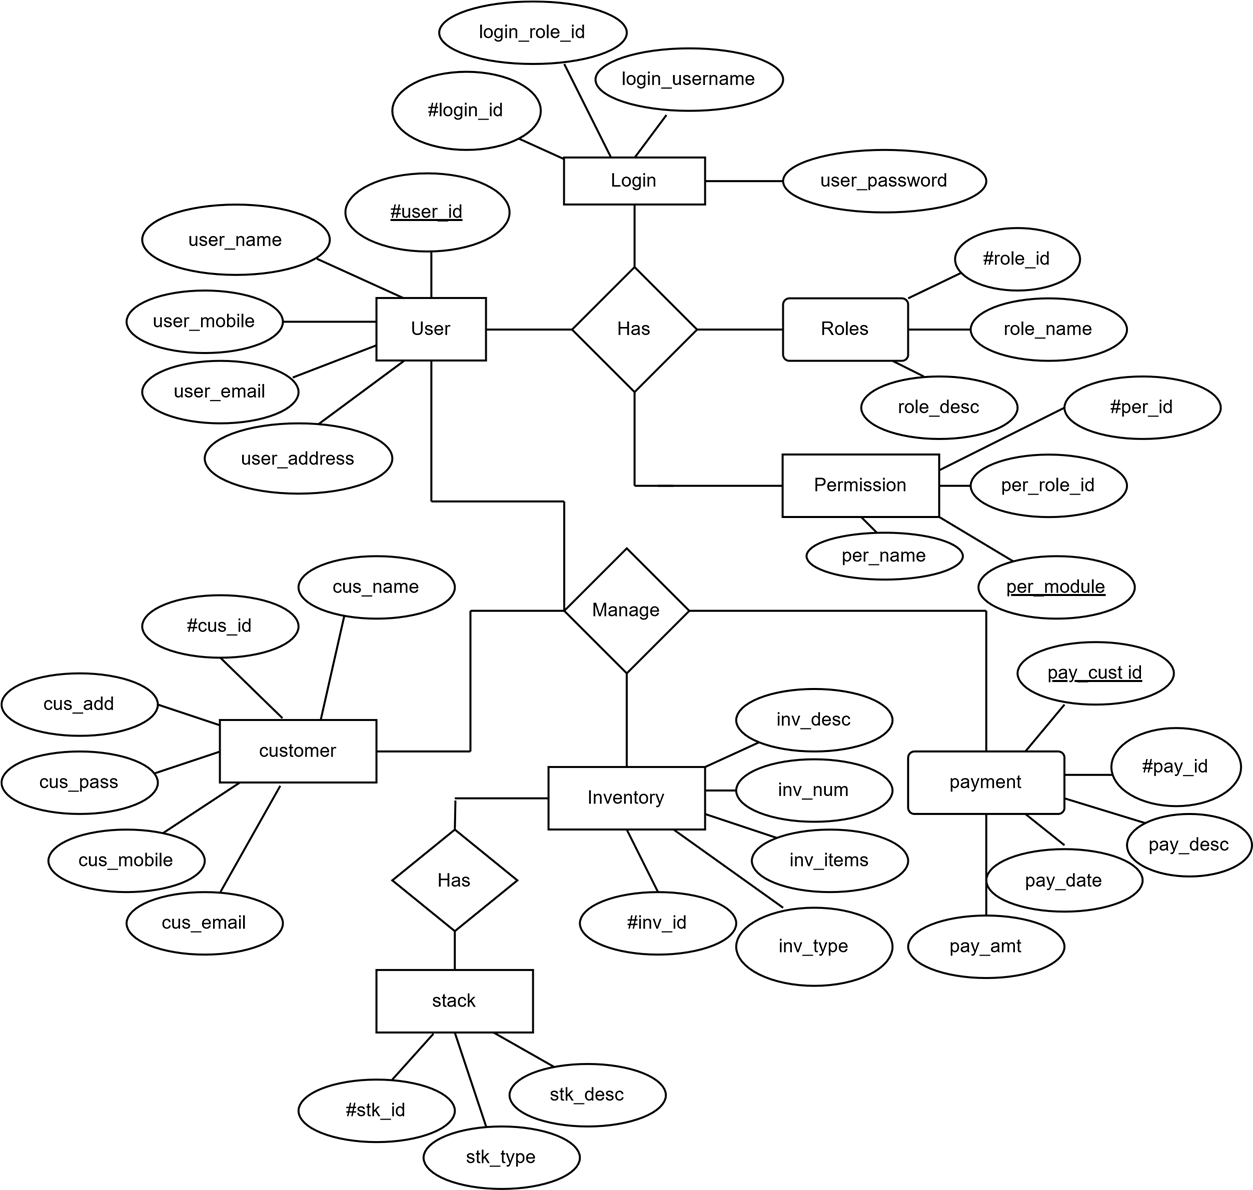 login_role_id
login_username
#login_id
Login
user_password
#user_id
user_name
#role_id
user_mobile
User
Has
Roles
role_name
user_email
role_desc
#per_id
user_address
Permission
per_role_id
per_name
per_module
cus_name
Manage
#cus_id
pay_cust id
cus_add
inv_desc
customer
#pay_id
cus_pass
inv_num
Inventory
payment
cus_mobile
inv_items
pay_desc
Has
pay_date
cus_email
#inv_id
inv_type
pay_amt
stack
stk_desc
#stk_id
stk_type